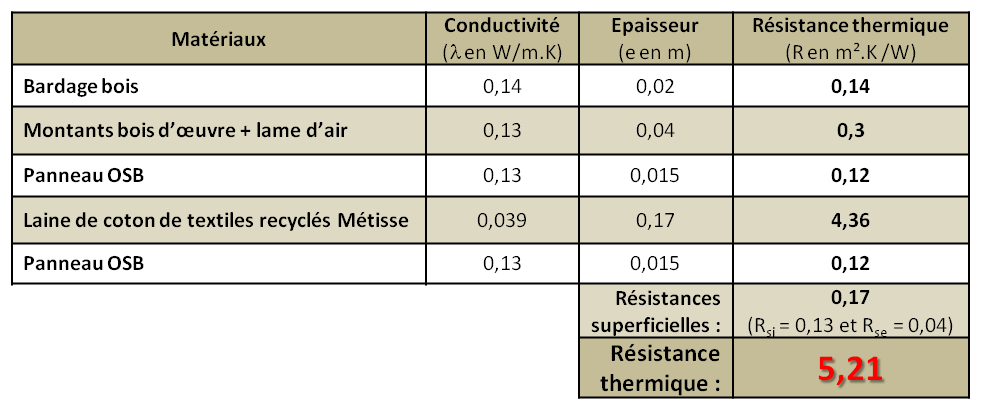 Matériaux Conductivité Epaisseur Résistance thermique
(λ en W/m.K) (e en m) (R en m².K /W)
Bardage bois 0,14 0,02 0,14
Montants bois d'œuvre + lame d'air 0,13 0,04 0,3
Panneau OSB 0,13 0,015 0,12
Laine de coton de textiles recyclés Métisse 0,039 0,17 4,36
Panneau OSB 0,13 0,015 0,12
Résistances 0,17
superficielles : (Rsi = 0,13 et Rse = 0,04)
Résistance
thermique : 5,21